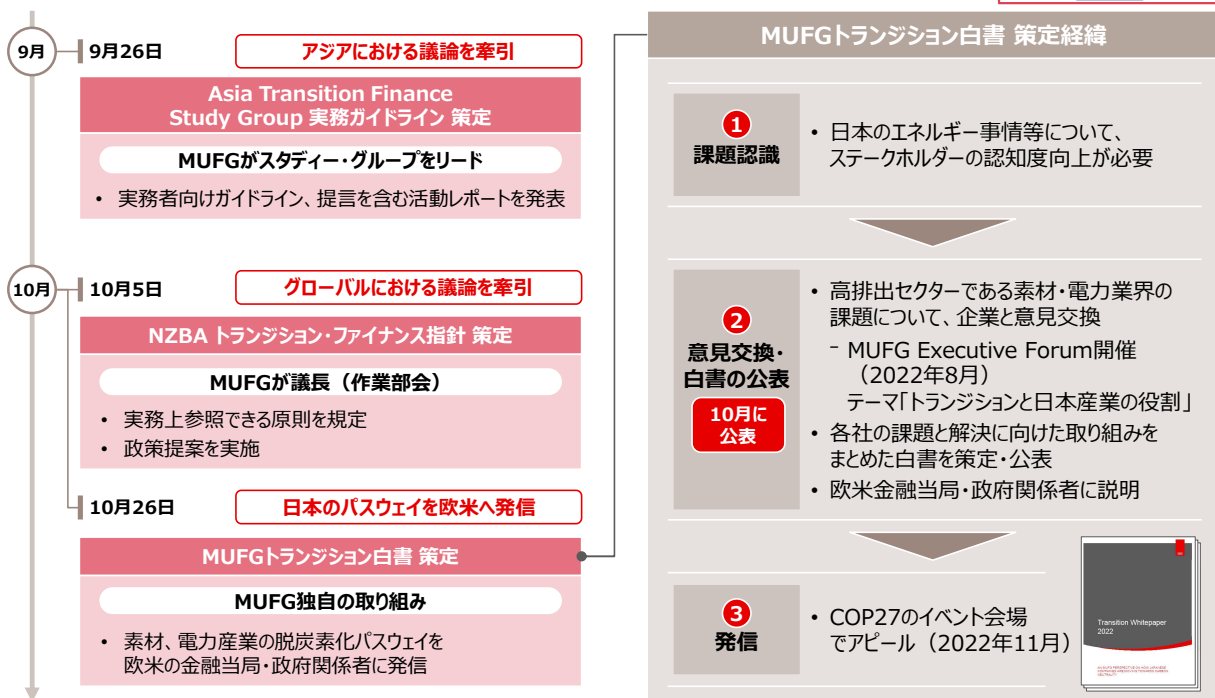 9月
9月26日
アジアにおける議論を牽引
Asia Transition Finance
Study Group 実務ガイドライン 策定
MUFGがスタディー・グループをリード
• 実務者向けガイドライン、提言を含む活動レポートを発表
10月
10月5日
グローバルにおける議論を牽引
NZBA トランジション・ファイナンス指針 策定
MUFGが議長（作業部会）
• 実務上参照できる原則を規定
• 政策提案を実施
10月26日
日本のパスウェイを欧米へ発信
MUFGトランジション白書 策定
MUFG独自の取り組み
• 素材、電力産業の脱炭素化パスウェイを
欧米の金融当局・政府関係者に発信
MUFGトランジション白書 策定経緯
1
課題認識
• 日本のエネルギー事情等について、
ステークホルダーの認知度向上が必要
2
意見交換・
白書の公表
10月に
公表
• 高排出セクターである素材・電力業界の
課題について、企業と意見交換
- MUFG Executive Forum開催
（2022年8月）
テーマ「トランジションと日本産業の役割」
• 各社の課題と解決に向けた取り組みを
まとめた白書を策定・公表
• 欧米金融当局・政府関係者に説明
3
発信
• COP27のイベント会場
でアピール（2022年11月）
Transition Whitepaper
2022